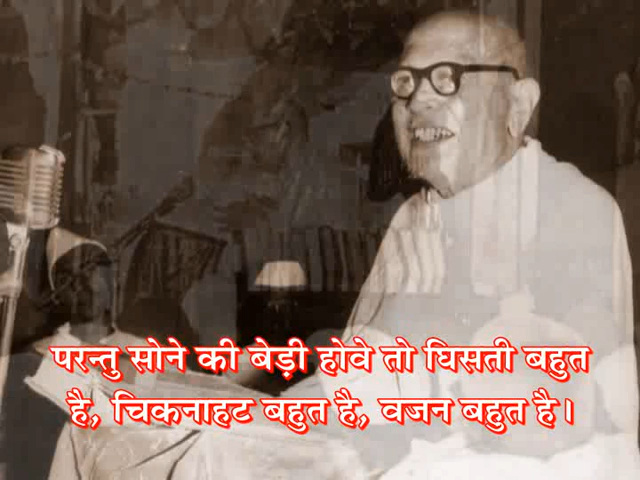 परन्तु सोने की बेड़ी होवे तो घिसती बहुत
है, चिकनाहट बहुत है, वजन बहुत है।